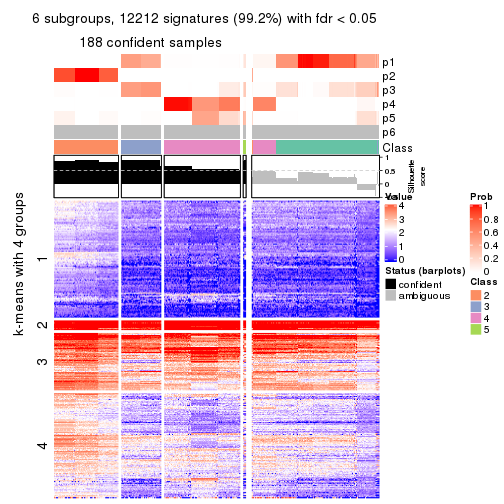 6 subgroups, 12212 signatures (99.2%) with fdr < 0.05
188 confident samples
p1
p2
p3
p4
p5
p6
Class
1
0.5
0
Silhouette
score
k-means with 4 groups
1
2
3
4
Value
4
3
2
1
0
Status (barplots)
confident
ambiguous
Prob
1
0.8
0.6
0.4
0.2
0
Class
2
3
4
5